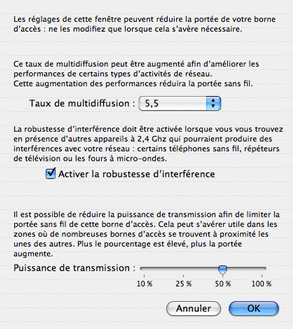 Les réglages de cette fenêtre peuvent réduire la portée de votre borne
d'accès : ne les modifiez que lorsque cela s'avère nécessaire.
Ce taux de multidiffusion peut être augmenté afin d'améliorer les
performances de certains types d'activités de réseau.
Cette augmentation des performances réduira la portée sans fil.
Taux de multidiffusion : 5,5
La robustesse d'interférence doit être activée lorsque vous vous trouvez
en présence d'autres appareils à 2,4 Ghz qui pourraient produire des
interférences avec votre réseau : certains téléphones sans fil, répéteurs
de télévision ou les fours à micro-ondes.
Activer la robustesse d'interférence
Il est possible de réduire la puissance de transmission afin de limiter la
portée sans fil de cette borne d'accès. Cela peut s'avérer utile dans les
zones où de nombreuses bornes d'accès se trouvent à proximité les
unes des autres. Plus le pourcentage est élevé, plus la portée
augmente.
Puissance de transmission :
10 % 25 % 50 % 100 %
Annuler OK